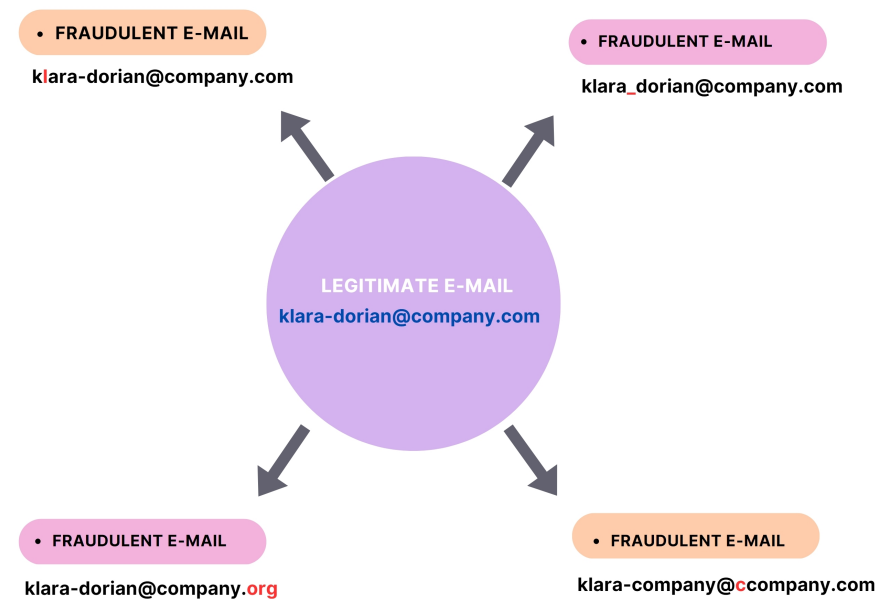 • FRAUDULENT E-MAIL
klara-dorian@company.com
• FRAUDULENT E-MAIL
klara_dorian@company.com
LEGITIMATE E-MAIL
klara-dorian@company.com
• FRAUDULENT E-MAIL
klara-dorian@company.org
• FRAUDULENT E-MAIL
klara-company@ccompany.com